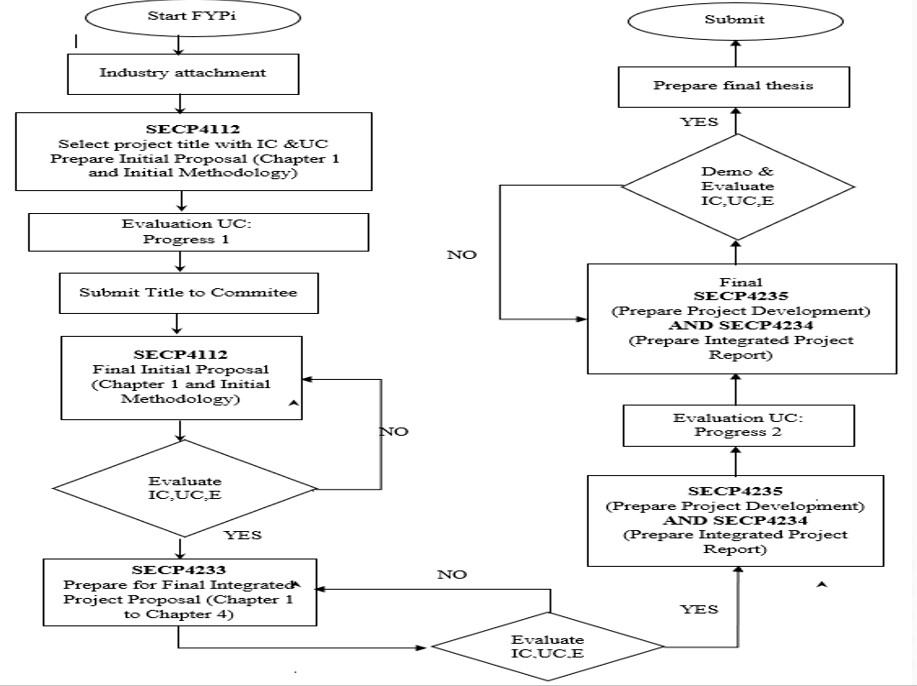 Start FYPi
Industry attachment
SECP4112
Select project title with IC &UC
Prepare Initial Proposal (Chapter 1
and Initial Methodology)
Evaluation UC:
Progress 1
Submit Title to Commitee
SECP4112
Final Initial Proposal
(Chapter 1 and Initial
Methodology)
NO
Evaluate
IC,UC,E
YES
SECP4233
Prepare for Final Integrated
Project Proposal (Chapter 1
to Chapter 4)
NO
Evaluate
IC,UC,E
YES
SECP4235
(Prepare Project Development)
AND SECP4234
(Prepare Integrated Project
Report)
Evaluation UC:
Progress 2
Final
SECP4235
(Prepare Project Development)
AND SECP4234
(Prepare Integrated Project
Report)
NO
Demo &
Evaluate
IC,UC,E
YES
Prepare final thesis
Submit